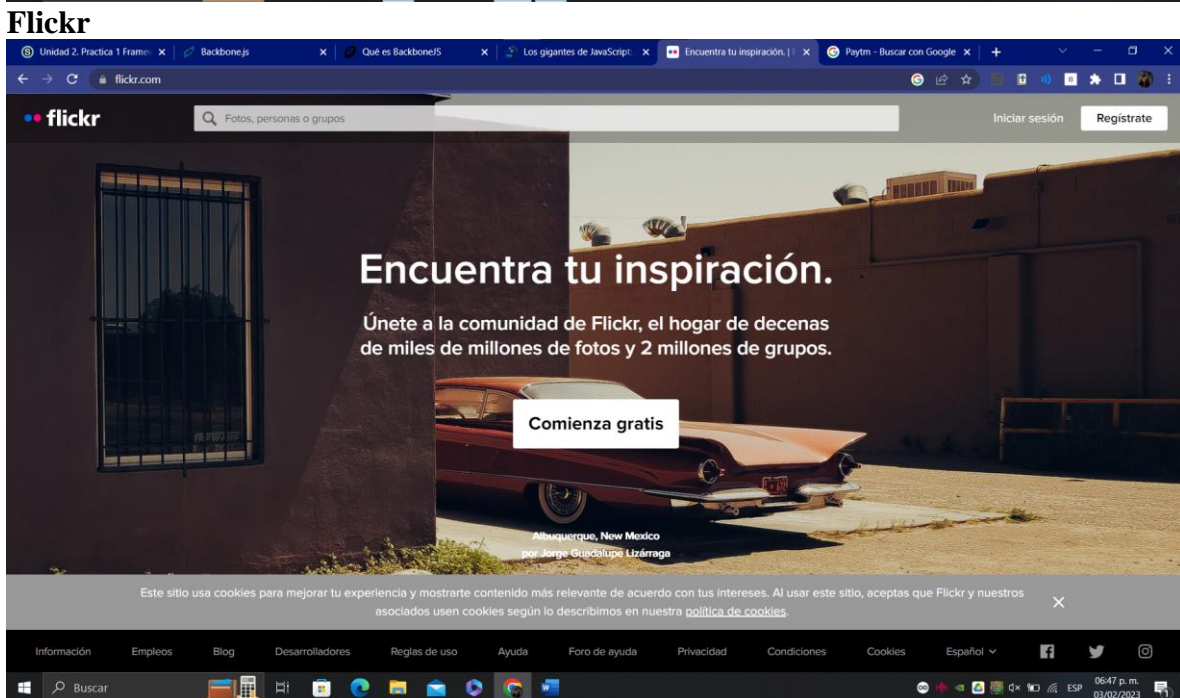 Flickr
Unidad 2. Practica 1 Frame
Backbone.js
Qué es BackboneJS
Los gigantes de JavaScript:
Encuentra tu inspiración. |
Paytm - Buscar con Google
flickr.com
flickr
Fotos, personas o grupos
Iniciar sesión
Regístrate
Encuentra tu inspiración.
Únete a la comunidad de Flickr, el hogar de decenas
de miles de millones de fotos y 2 millones de grupos.
Comienza gratis
Albuquerque, New Mexico
por Jorge Guadalupe Lizárraga
Este sitio usa cookies para mejorar tu experiencia y mostrarte contenido más relevante de acuerdo con tus intereses. Al usar este sitio, aceptas que Flickr y nuestros
asociados usen cookies según lo describimos en nuestra política de cookies.
Información Empleos Blog Desarrolladores Reglas de uso Ayuda Foro de ayuda Privacidad Condiciones Cookies Español
Buscar
ESP
06:47 p. m.
03/02/2023